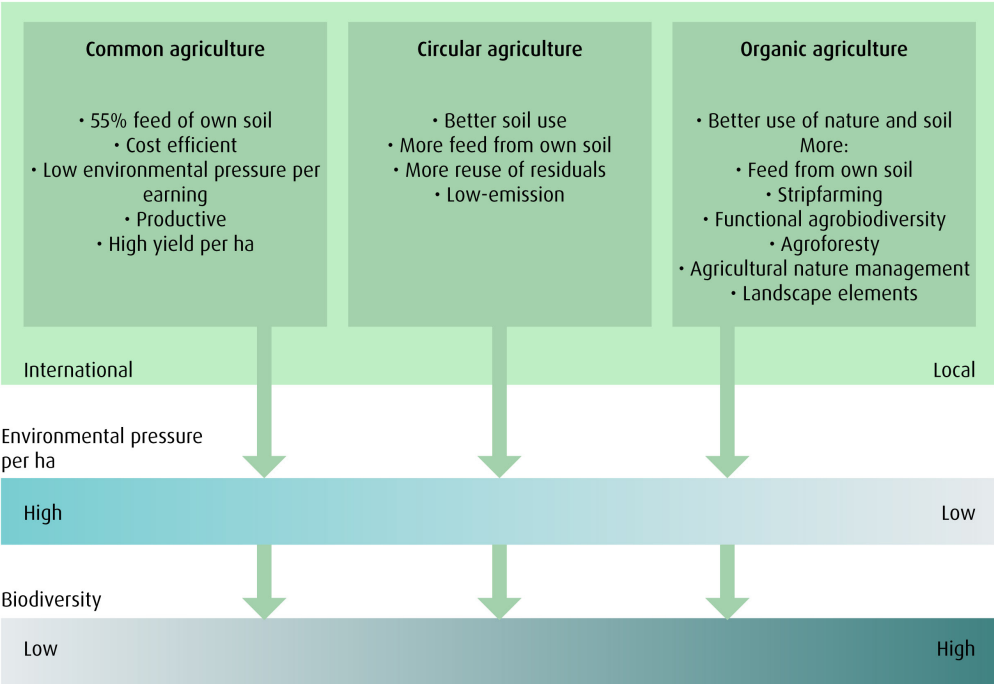 Common agriculture
• 55% feed of own soil
• Cost efficient
• Low environmental pressure per
earning
• Productive
• High yield per ha
Circular agriculture
• Better soil use
• More feed from own soil
• More reuse of residuals
• Low-emission
Organic agriculture
• Better use of nature and soil
More:
• Feed from own soil
• Stripfarming
• Functional agrobiodiversity
• Agroforesty
• Agricultural nature management
• Landscape elements
International
Local
Environmental pressure
per ha
High
Low
Biodiversity
Low
High